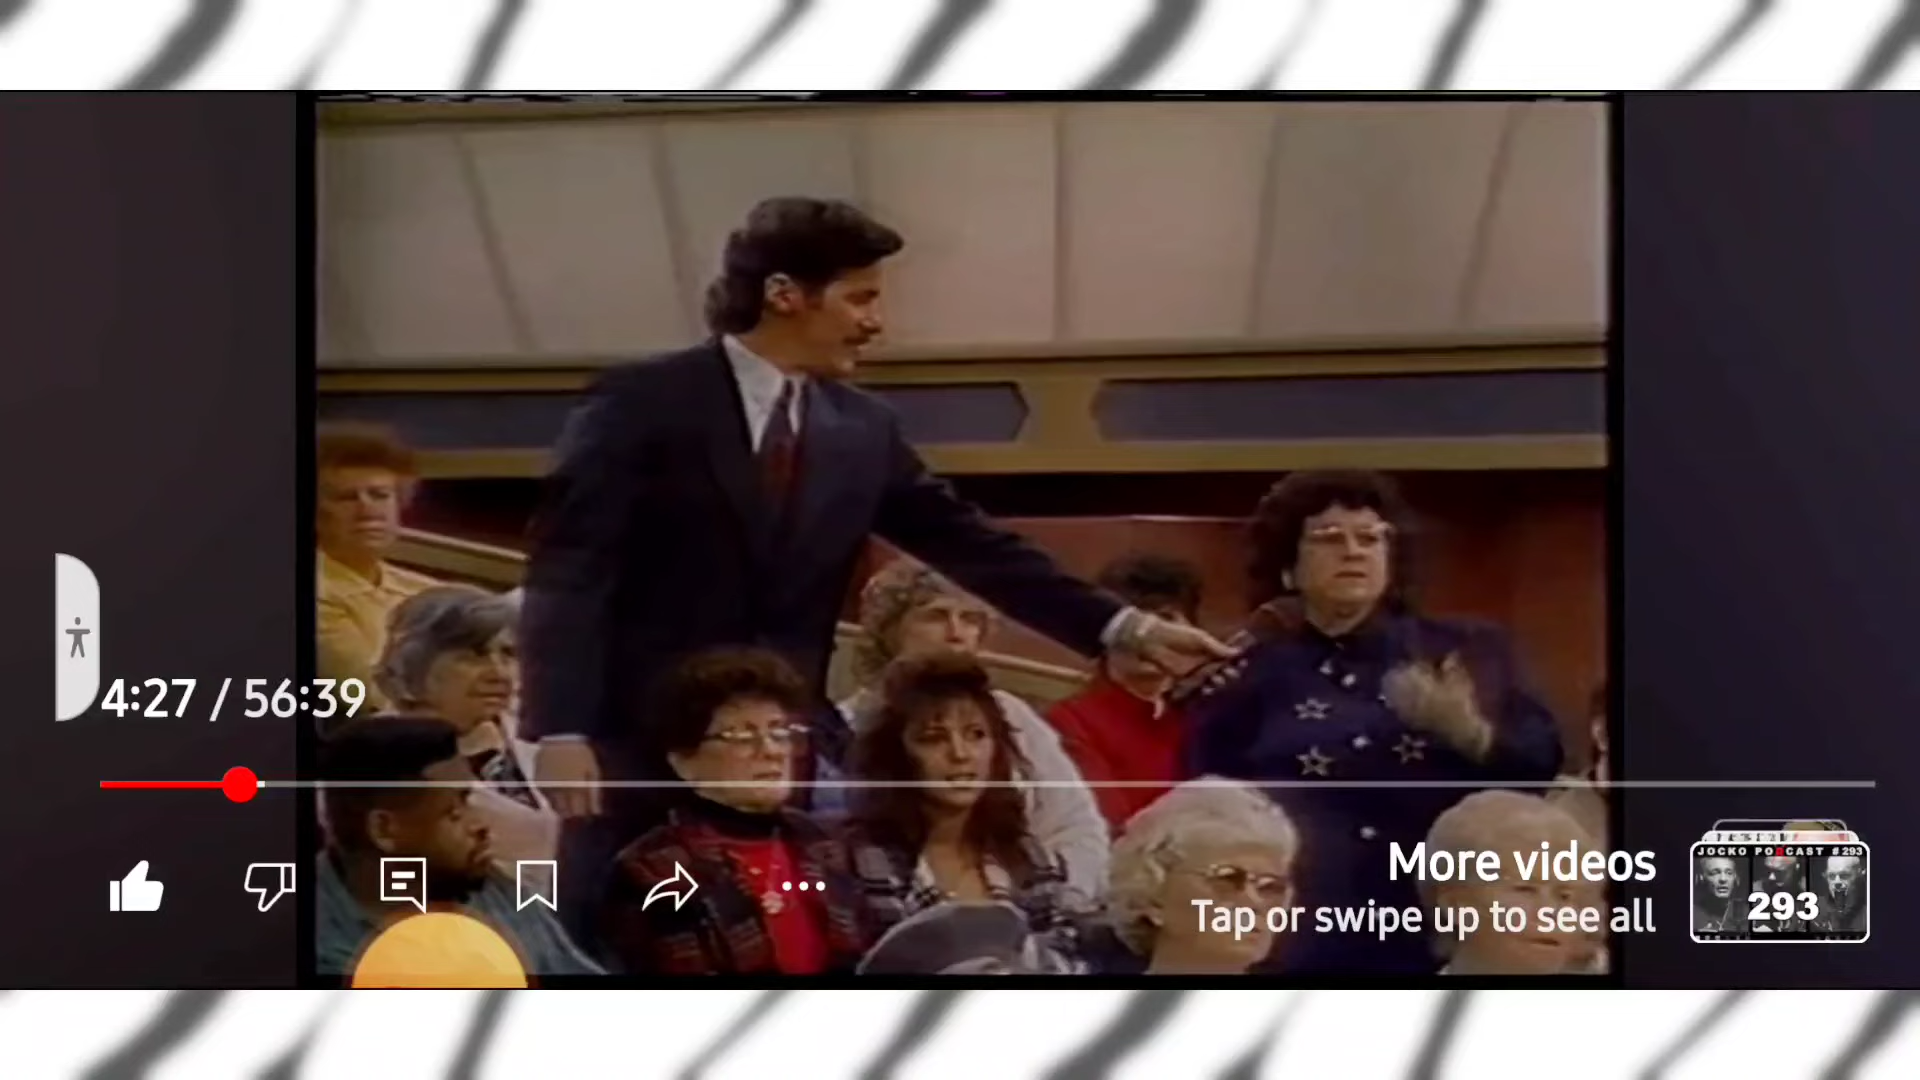 4:27 / 56:39
More videos
Tap or swipe up to see all
JOCKO PODCAST #293
293